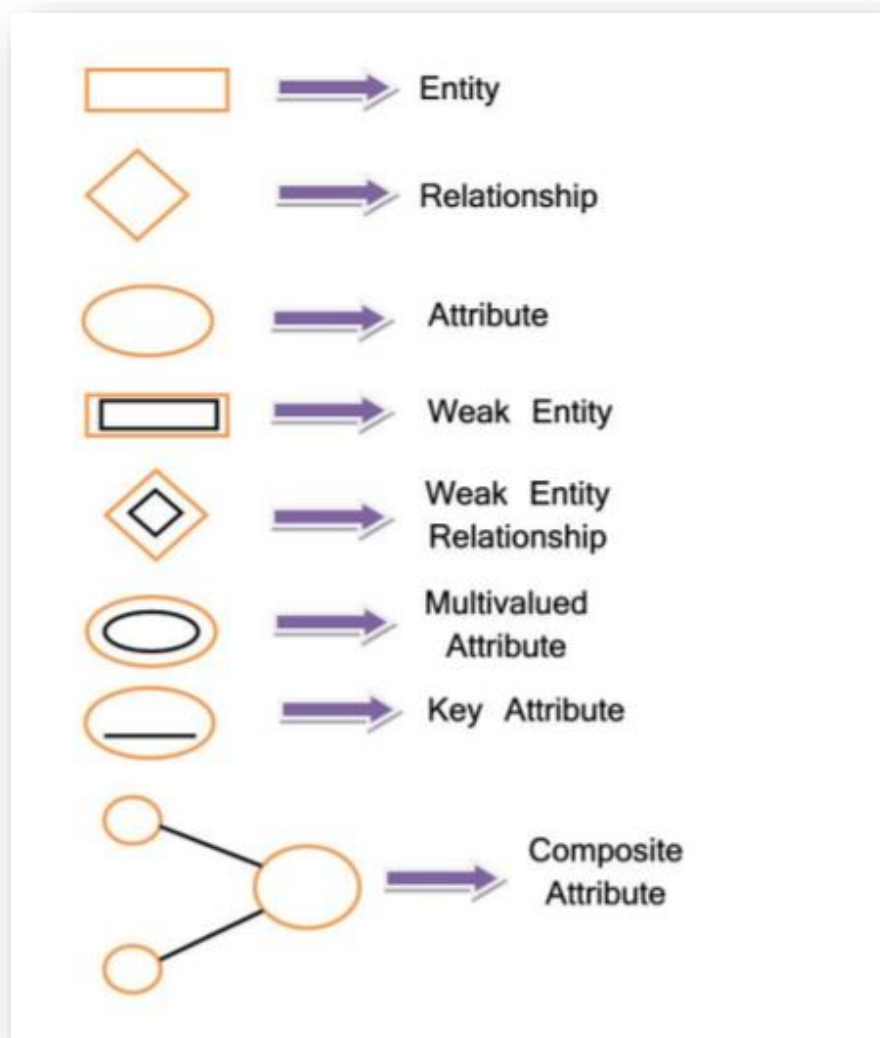 Entity
Relationship
Attribute
Weak Entity
Weak Entity
Relationship
Multivalued
Attribute
Key Attribute
Composite
Attribute